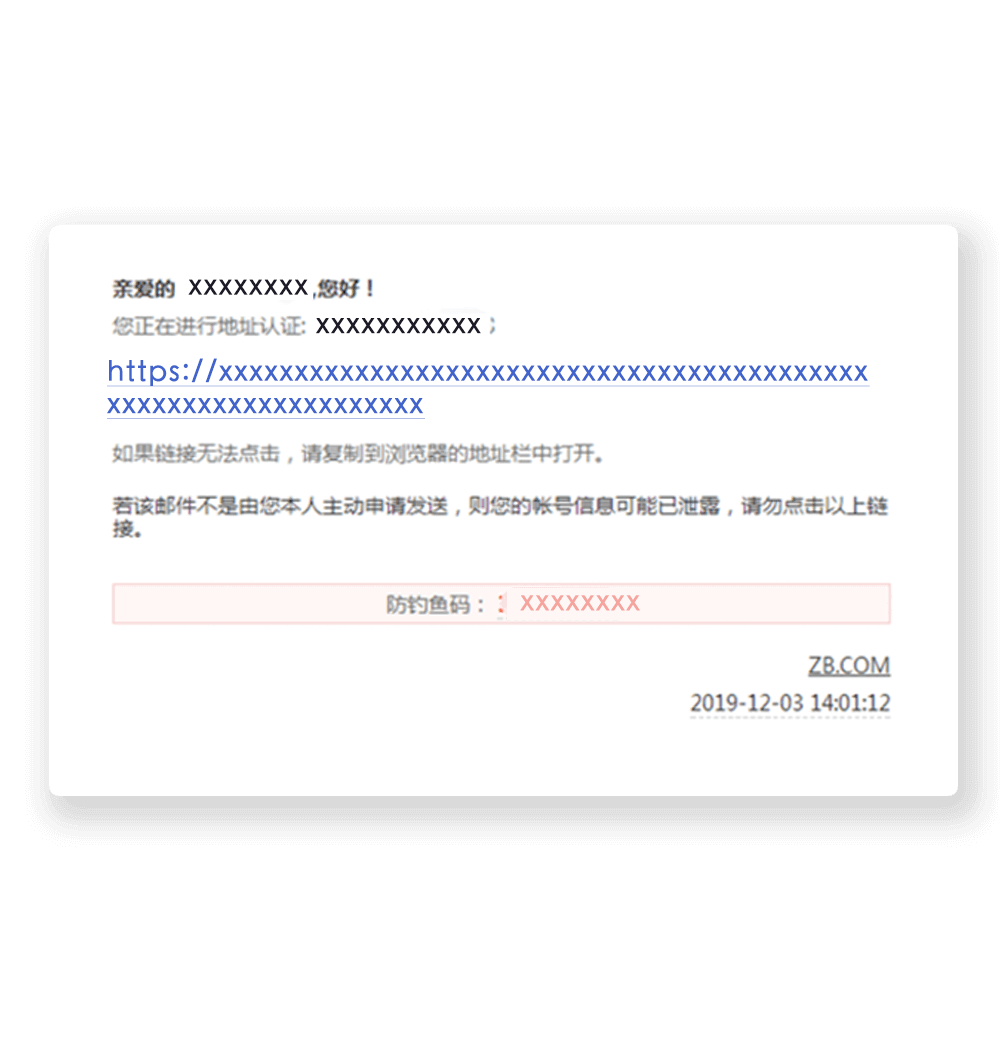 亲爱的 xxxxxxxx ,您好！
您正在进行地址认证: xxxxxxxxxxx ;
https://xxxxxxxxxxxxxxxxxxxxxxxxxxxxxxxxxxxxxxxxxxx
xxxxxxxxxxxxxxxxxxxxx
如果链接无法点击，请复制到浏览器的地址栏中打开。
若该邮件不是由您本人主动申请发送，则您的帐号信息可能已泄露，请勿点击以上链
接。
防钓鱼码： xxxxxxxx
ZB.COM
2019-12-03 14:01:12